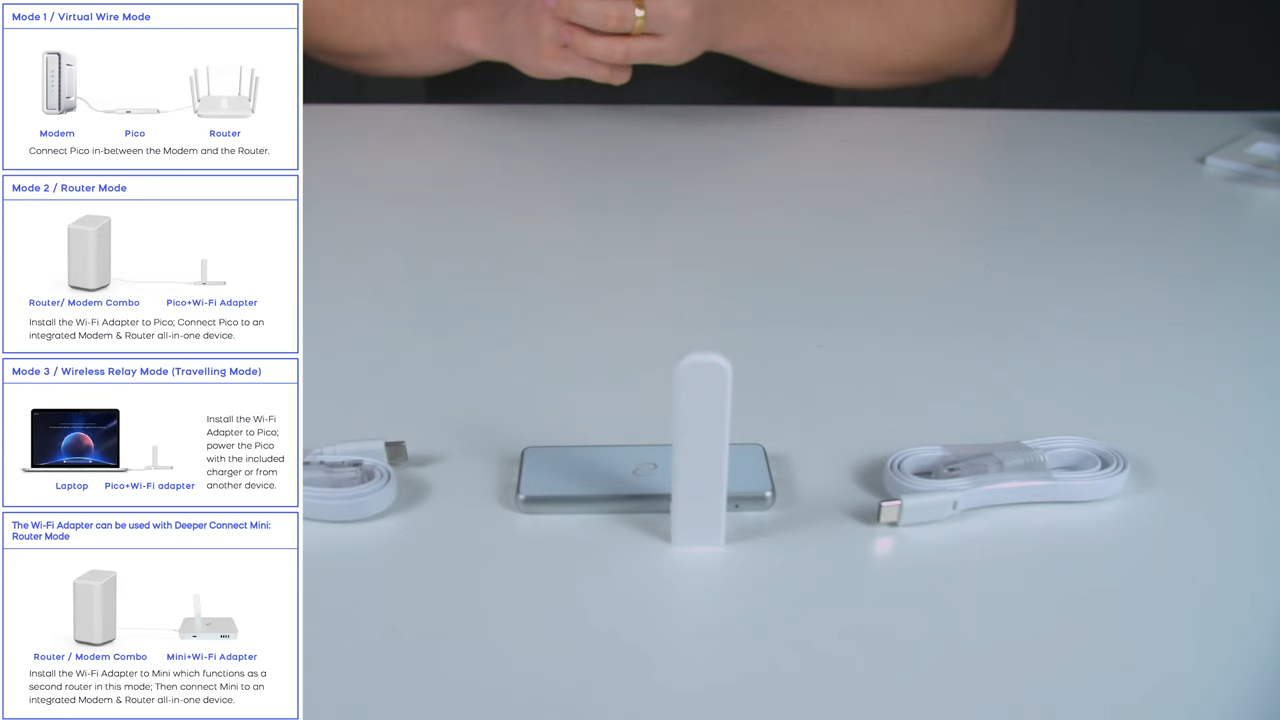 Mode 1 / Virtual Wire Mode
Modem
Pico
Router
Connect Pico in-between the Modem and the Router.
Mode 2 / Router Mode
Router/ Modem Combo
Pico+Wi-Fi Adapter
Install the Wi-Fi Adapter to Pico; Connect Pico to an
integrated Modem & Router all-in-one device.
Mode 3 / Wireless Relay Mode (Travelling Mode)
Install the Wi-Fi
Adapter to Pico;
power the Pico
with the included
charger or from
another device.
Laptop
Pico+Wi-Fi adapter
The Wi-Fi Adapter can be used with Deeper Connect Mini:
Router Mode
Router / Modem Combo
Mini+Wi-Fi Adapter
Install the Wi-Fi Adapter to Mini which functions as a
second router in this mode; Then connect Mini to an
integrated Modem & Router all-in-one device.